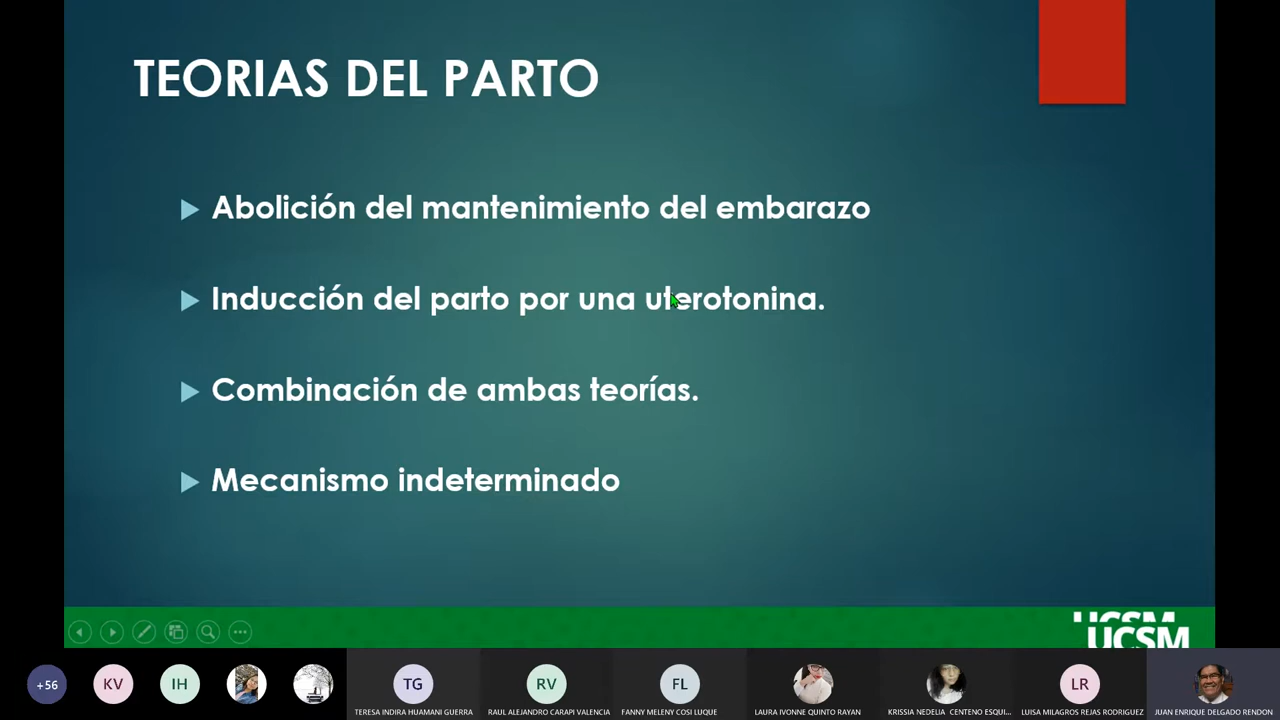 TEORIAS DEL PARTO
Abolición del mantenimiento del embarazo
Inducción del parto por una uterotonina.
Combinación de ambas teorías.
Mecanismo indeterminado
UCSM
UCSM
+56
KV
IH
TG
RV
FL
LR
TERESA INDIRA HUAMANI GUERRA
RAUL ALEJANDRO CARAPI VALENCIA
FANNY MELENY COSI LUQUE
LAURA IVONNE QUINTO RAYAN
KRISSIA NEDELIA CENTENO ESQUI...
LUISA MILAGROS REJAS RODRIGUEZ
JUAN ENRIQUE DELGADO RENDON